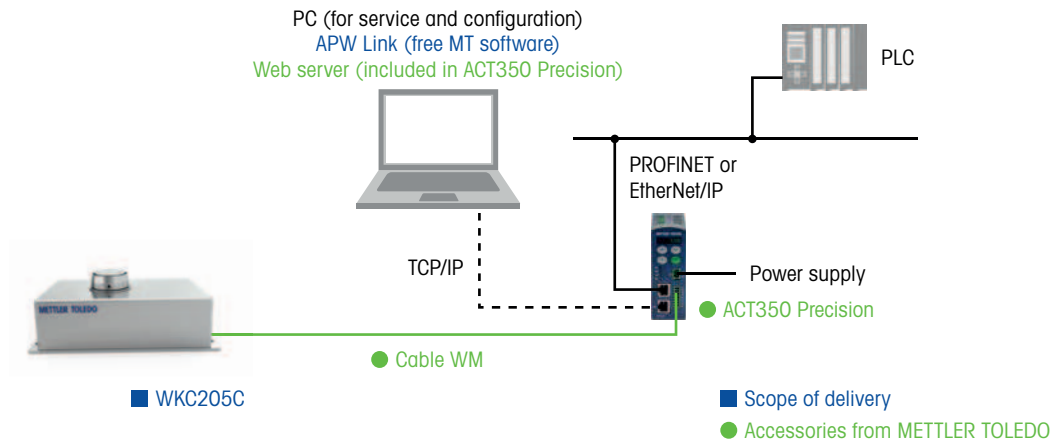 PC (for service and configuration)
APW Link (free MT software)
Web server (included in ACT350 Precision)
PLC
PROFINET or
EtherNet/IP
TCP/IP
Power supply
ACT350 Precision
METTLER TOLEDO
Cable WM
WKC205C
Scope of delivery
Accessories from METTLER TOLEDO